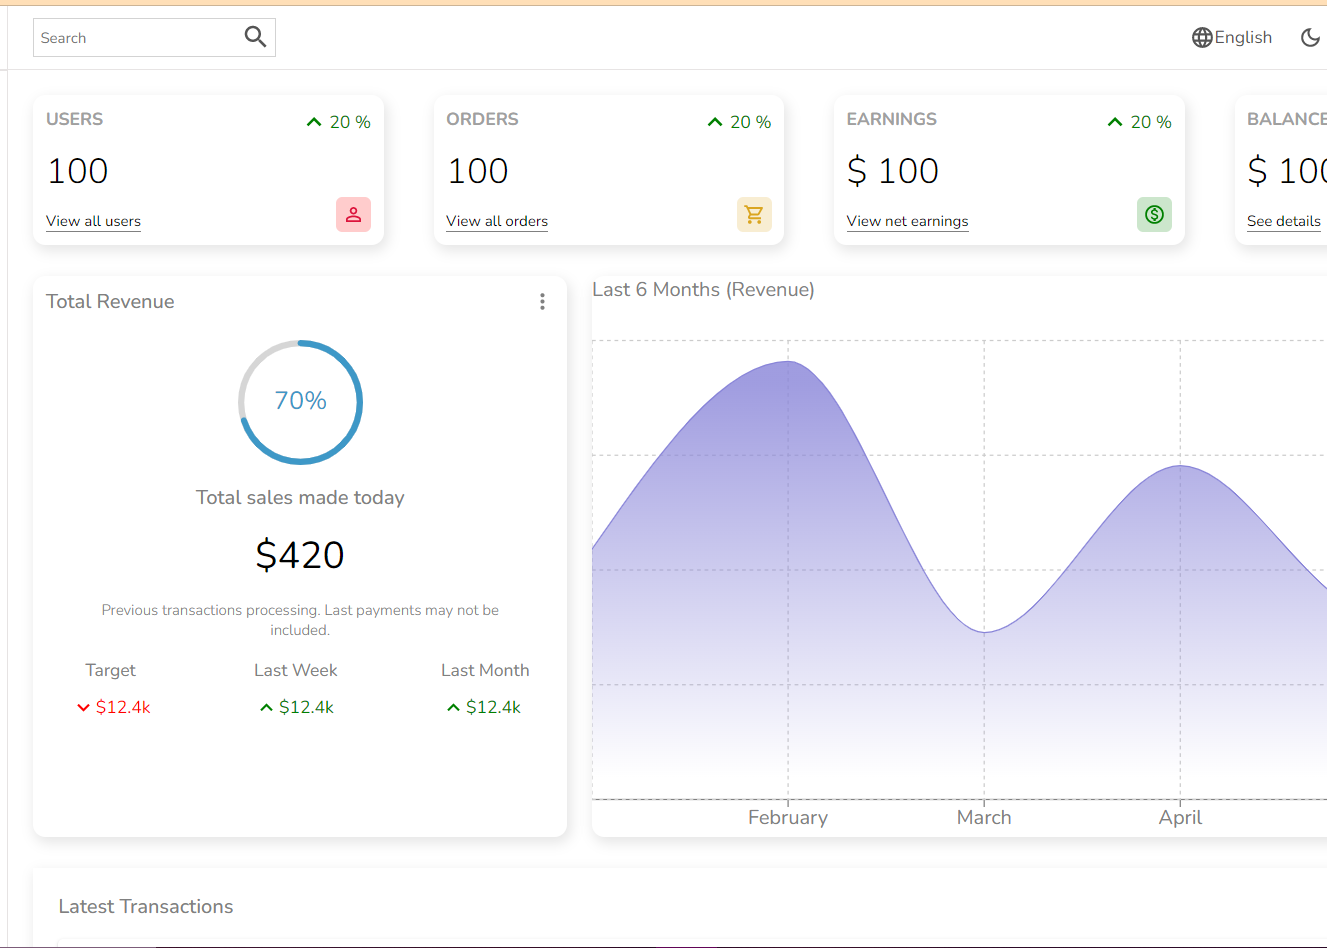 Search
English
USERS
20 %
100
View all users
ORDERS
20 %
100
View all orders
EARNINGS
20 %
$ 100
View net earnings
BALANCE
$ 100
See details
Total Revenue
70%
Total sales made today
$420
Previous transactions processing. Last payments may not be
included.
Target
$12.4k
Last Week
$12.4k
Last Month
$12.4k
Last 6 Months (Revenue)
February
March
April
Latest Transactions